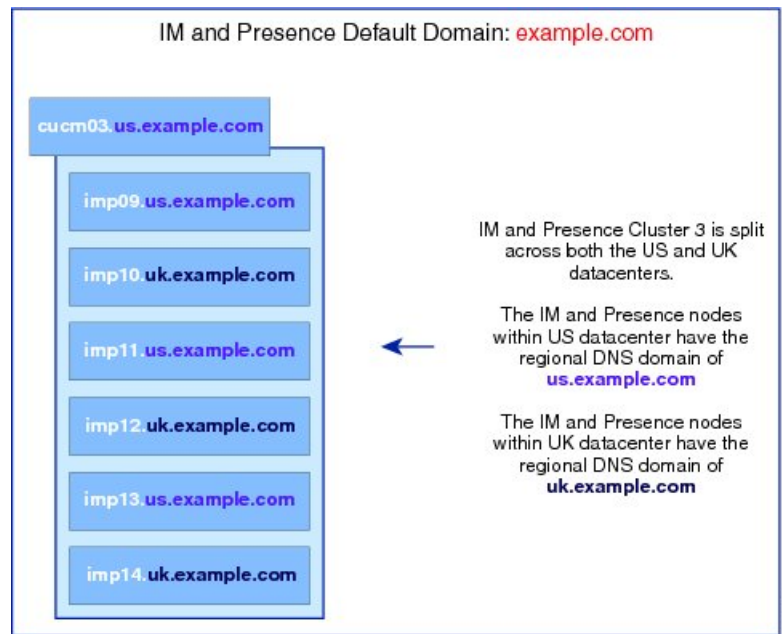 IM and Presence Default Domain: example.com
cucm03.us.example.com
imp09.us.example.com
imp10.uk.example.com
imp11.us.example.com
imp12.uk.example.com
imp13.us.example.com
imp14.uk.example.com
IM and Presence Cluster 3 is split
across both the US and UK
datacenters.
The IM and Presence nodes
within US datacenter have the
regional DNS domain of
us.example.com
The IM and Presence nodes
within UK datacenter have the
regional DNS domain of
uk.example.com